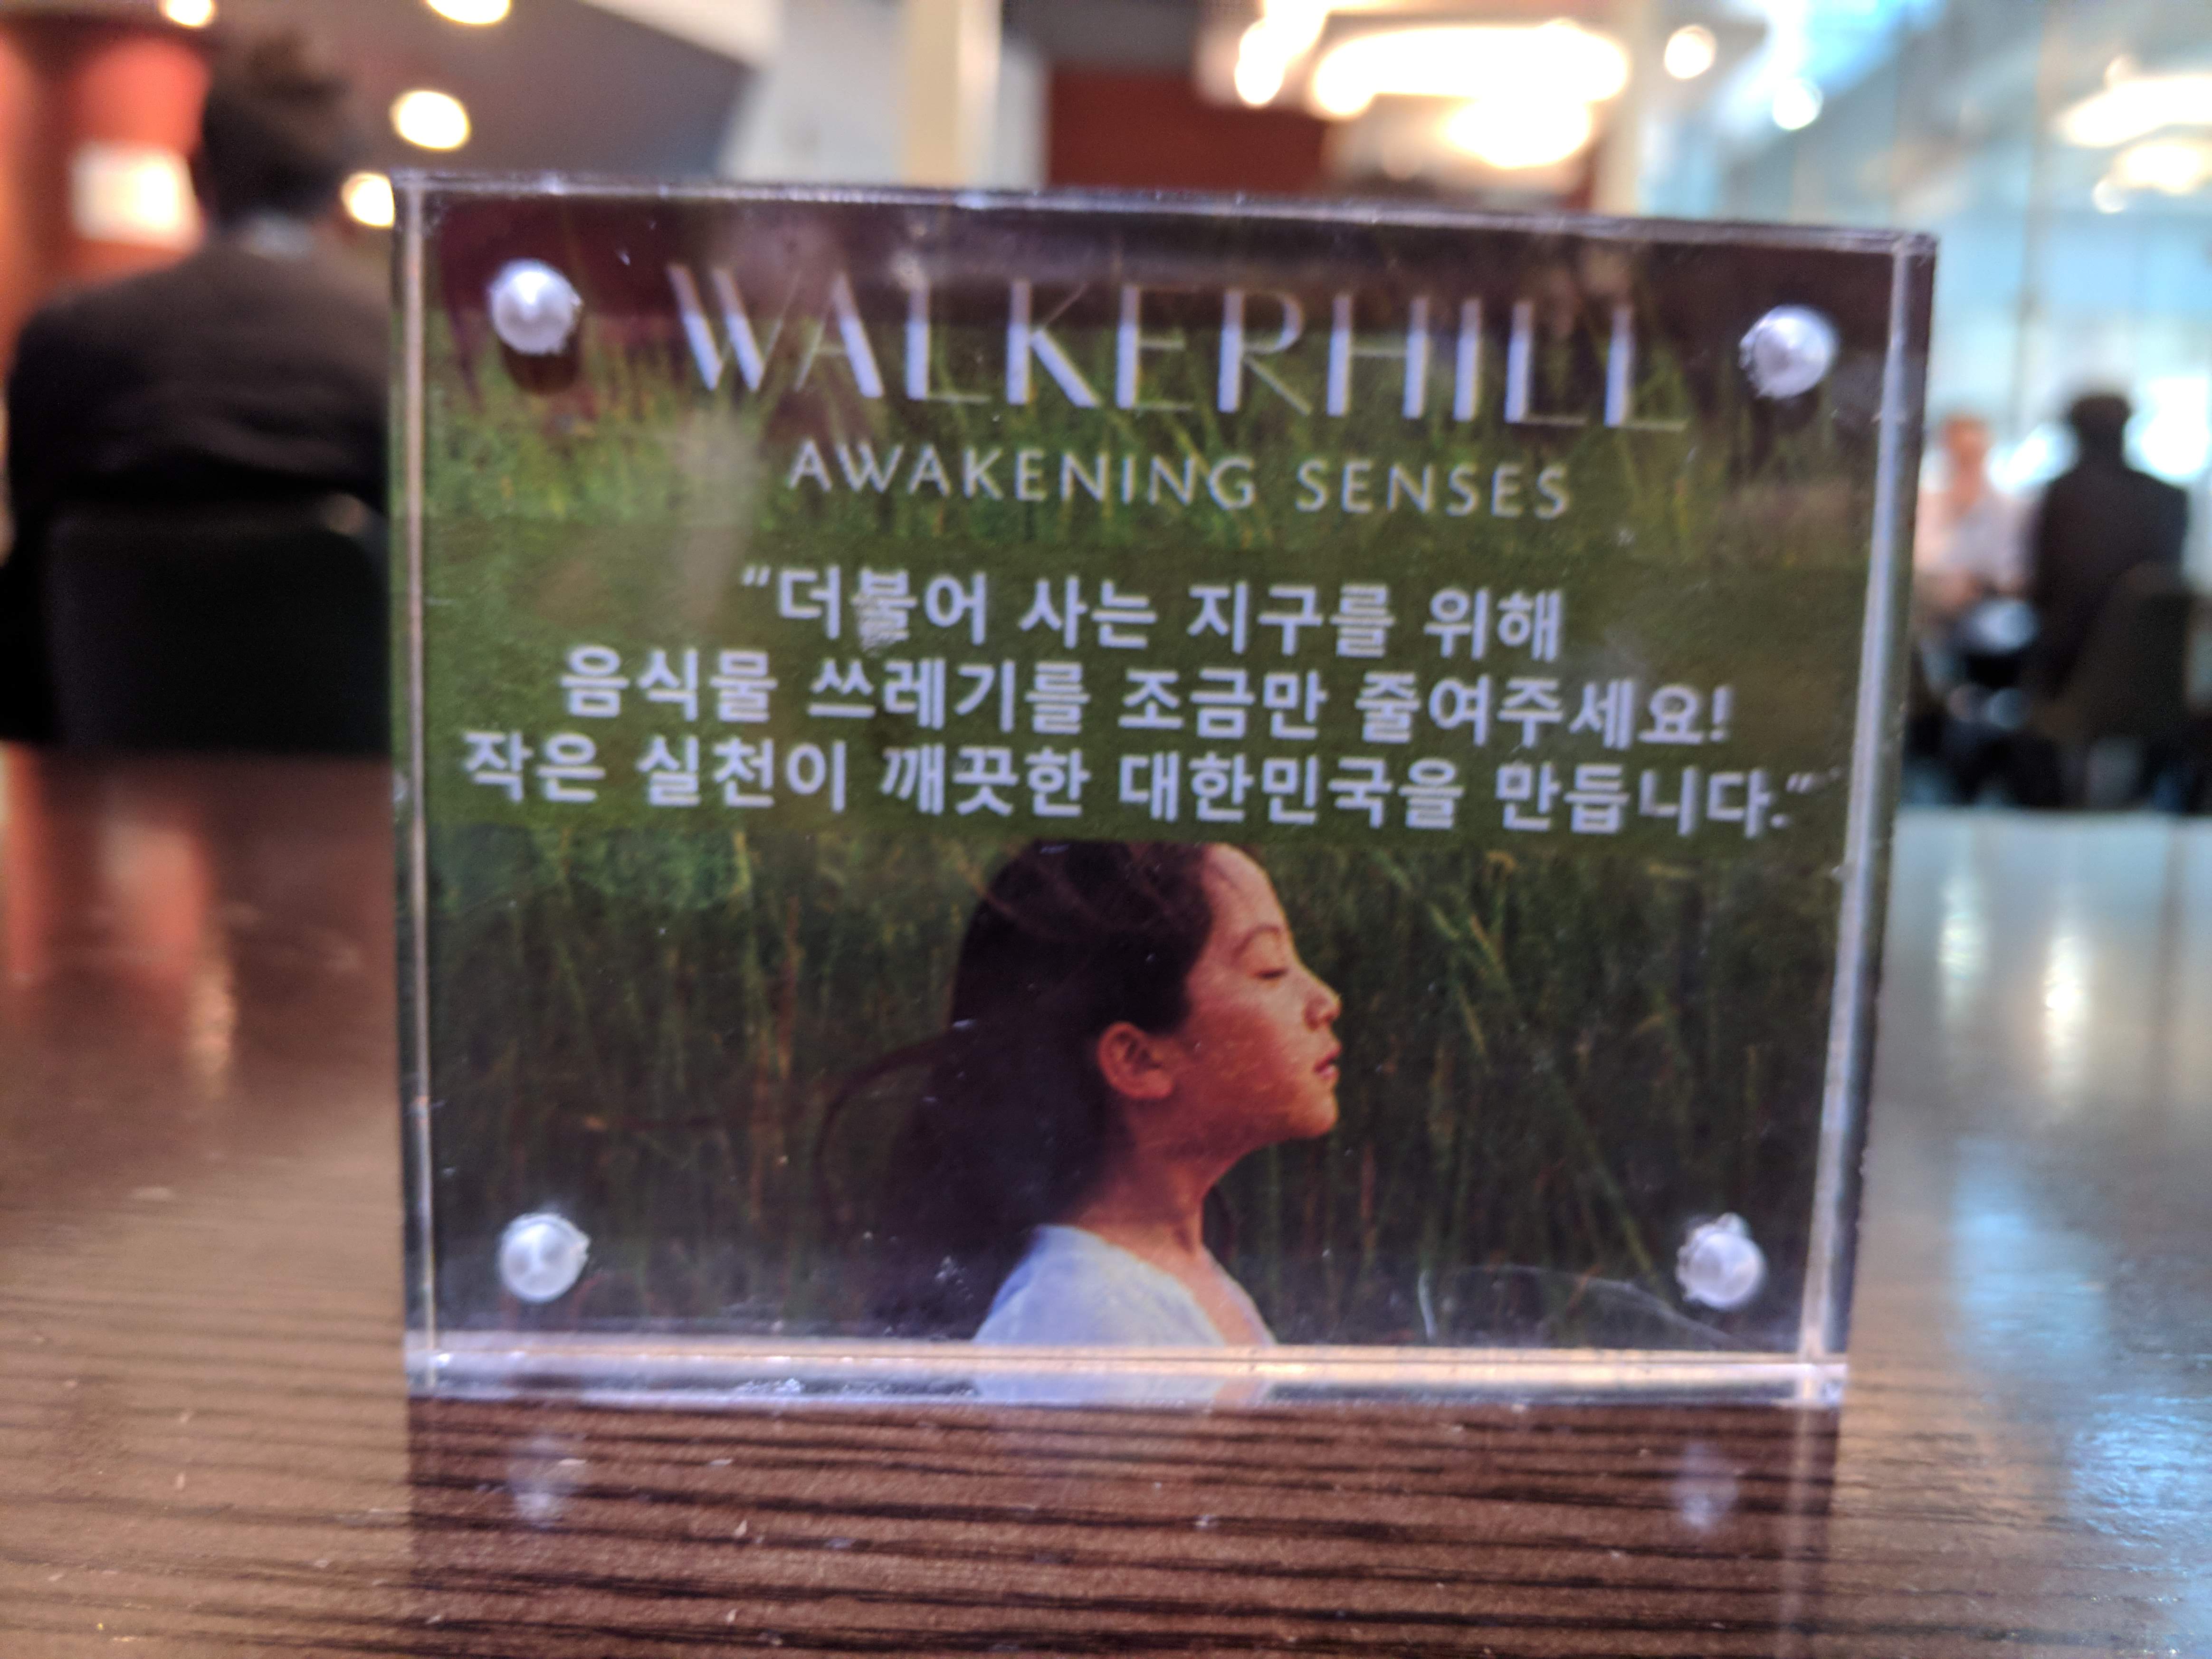 WALKERHILL
AWAKENING SENSES
“더불어 사는 지구를 위해
음식물 쓰레기를 조금만 줄여주세요!
작은 실천이 깨끗한 대한민국을 만듭니다.”